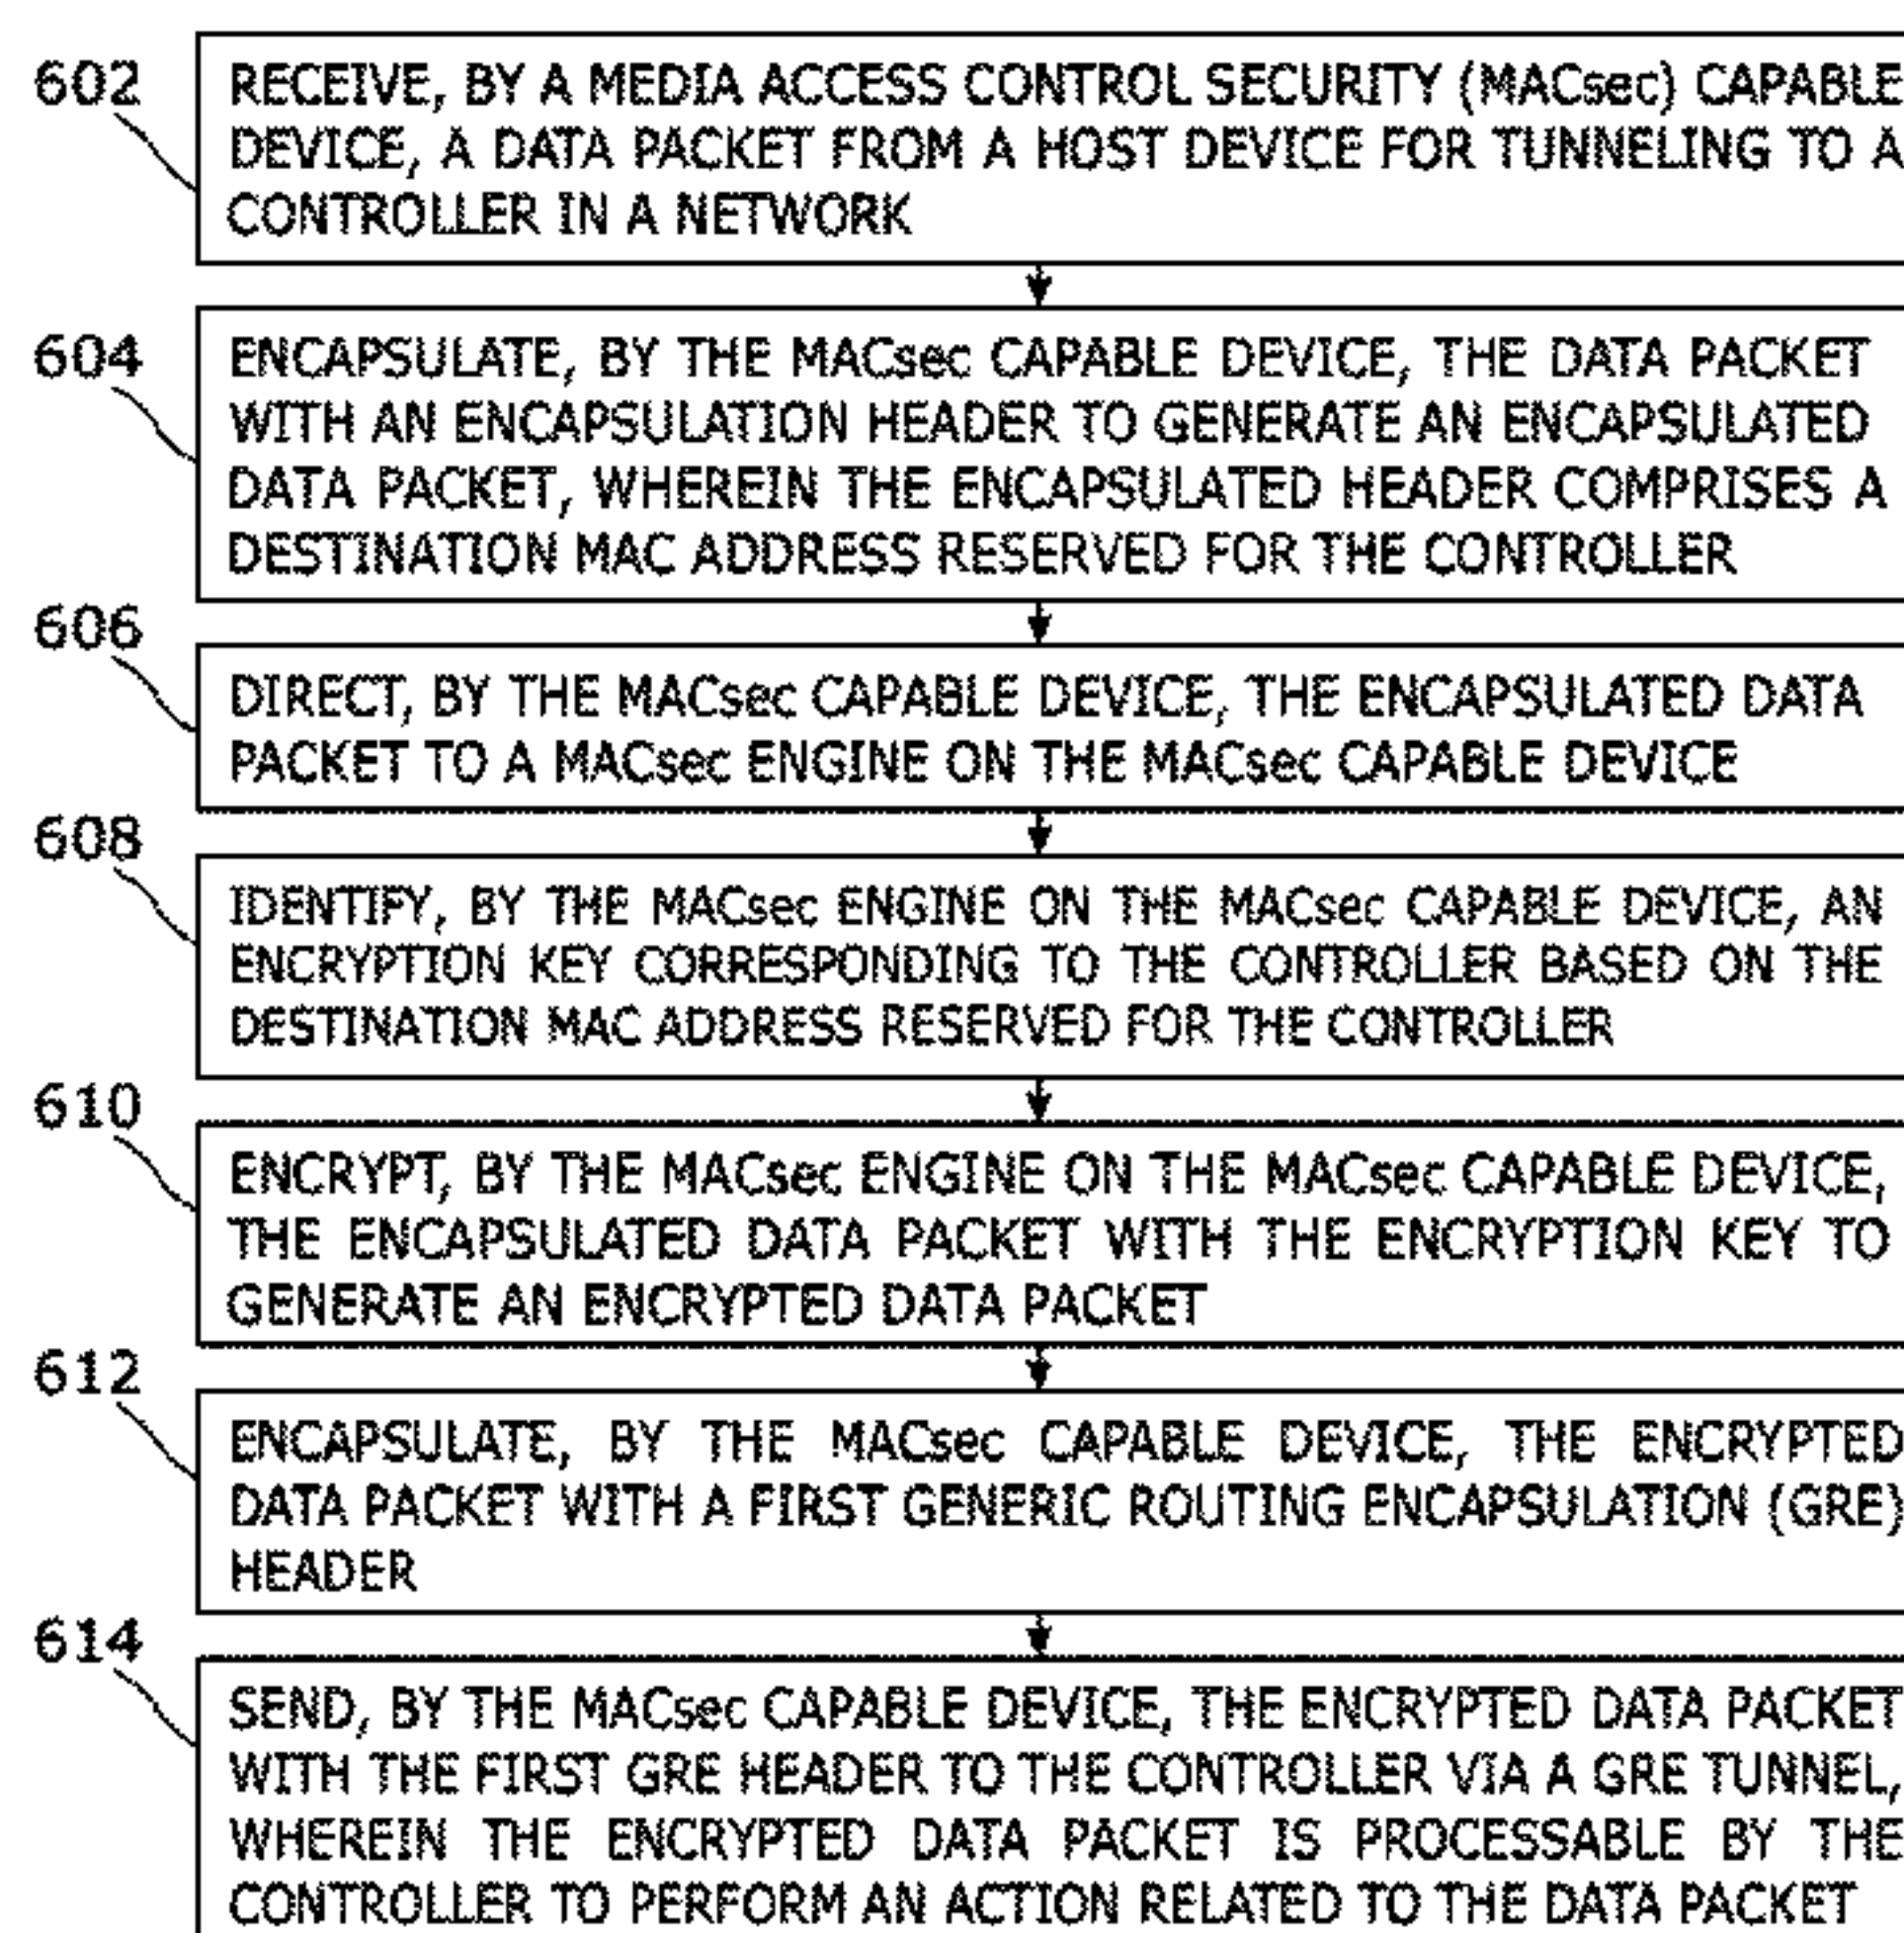 602
RECEIVE, BY A MEDIA ACCESS CONTROL SECURITY (MACsec) CAPABLE
DEVICE, A DATA PACKET FROM A HOST DEVICE FOR TUNNELING TO A
CONTROLLER IN A NETWORK
604
ENCAPSULATE, BY THE MACsec CAPABLE DEVICE, THE DATA PACKET
WITH AN ENCAPSULATION HEADER TO GENERATE AN ENCAPSULATED
DATA PACKET, WHEREIN THE ENCAPSULATED HEADER COMPRISES A
DESTINATION MAC ADDRESS RESERVED FOR THE CONTROLLER
606
DIRECT, BY THE MACsec CAPABLE DEVICE, THE ENCAPSULATED DATA
PACKET TO A MACsec ENGINE ON THE MACsec CAPABLE DEVICE
608
IDENTIFY, BY THE MACsec ENGINE ON THE MACsec CAPABLE DEVICE, AN
ENCRYPTION KEY CORRESPONDING TO THE CONTROLLER BASED ON THE
DESTINATION MAC ADDRESS RESERVED FOR THE CONTROLLER
610
ENCRYPT, BY THE MACsec ENGINE ON THE MACsec CAPABLE DEVICE,
THE ENCAPSULATED DATA PACKET WITH THE ENCRYPTION KEY TO
GENERATE AN ENCRYPTED DATA PACKET
612
ENCAPSULATE, BY THE MACsec CAPABLE DEVICE, THE ENCRYPTED
DATA PACKET WITH A FIRST GENERIC ROUTING ENCAPSULATION (GRE)
HEADER
614
SEND, BY THE MACsec CAPABLE DEVICE, THE ENCRYPTED DATA PACKET
WITH THE FIRST GRE HEADER TO THE CONTROLLER VIA A GRE TUNNEL,
WHEREIN THE ENCRYPTED DATA PACKET IS PROCESSABLE BY THE
CONTROLLER TO PERFORM AN ACTION RELATED TO THE DATA PACKET